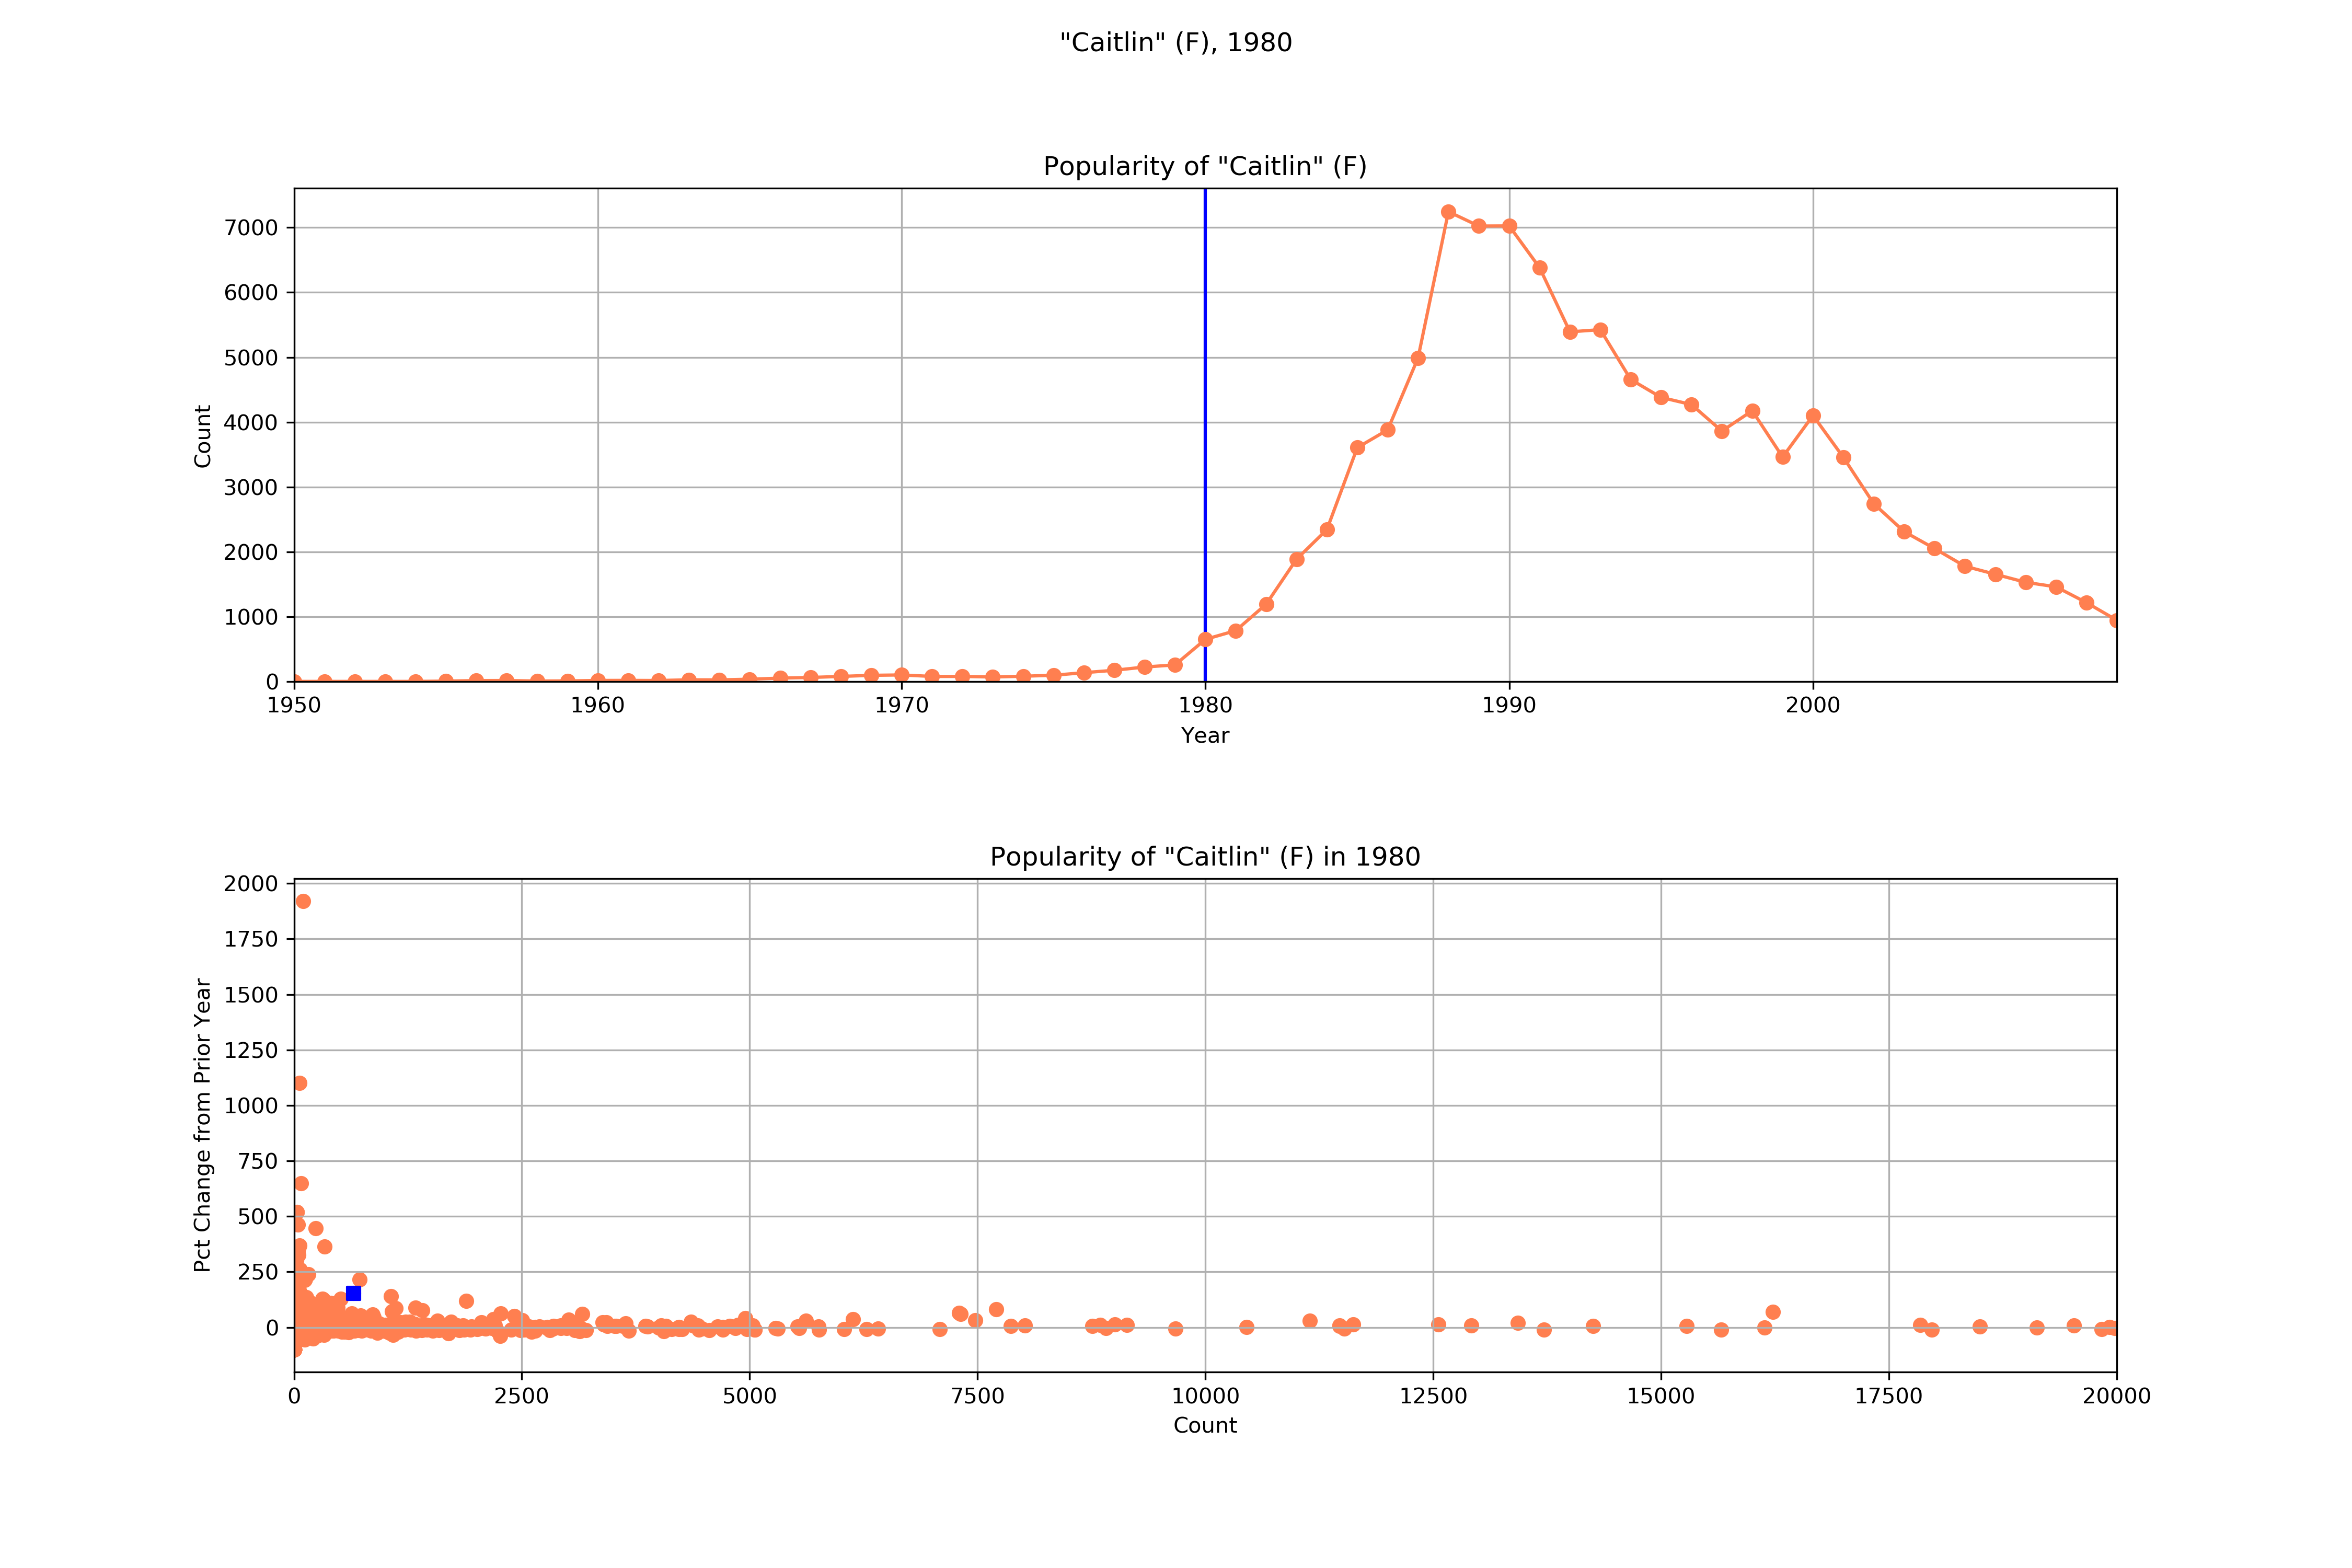 "Caitlin" (F), 1980
Popularity of "Caitlin" (F)
7000
6000
5000
4000
3000
2000
1000
0
Count
1950 1960 1970 1980 1990 2000
Year
Popularity of "Caitlin" (F) in 1980
2000
1750
1500
1250
1000
750
500
250
0
Pct Change from Prior Year
0 2500 5000 7500 10000 12500 15000 17500 20000
Count